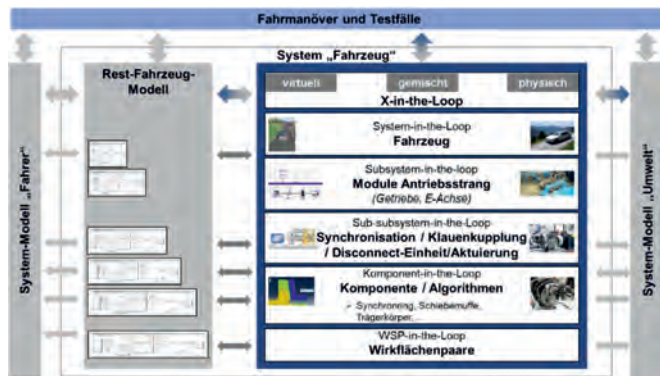 Fahrmanöver und Testfälle
System „Fahrzeug“
Rest-Fahrzeug-
Modell
virtuell
gemischt
physisch
X-in-the-Loop
System-in-the-Loop
Fahrzeug
Subsystem-in-the-loop
Module Antriebsstrang
(Getriebe, E-Achse)
Sub-subsystem-in-the-Loop
Synchronisation / Klauenkupplung
/ Disconnect-Einheit/Aktuierung
Komponent-in-the-Loop
Komponente / Algorithmen
Synchronring, Schiebemuffe,
Trägerkörper,...
WSP-in-the-Loop
Wirkflächenpaare
System-Modell „Fahrer“
System-Modell „Umwelt“